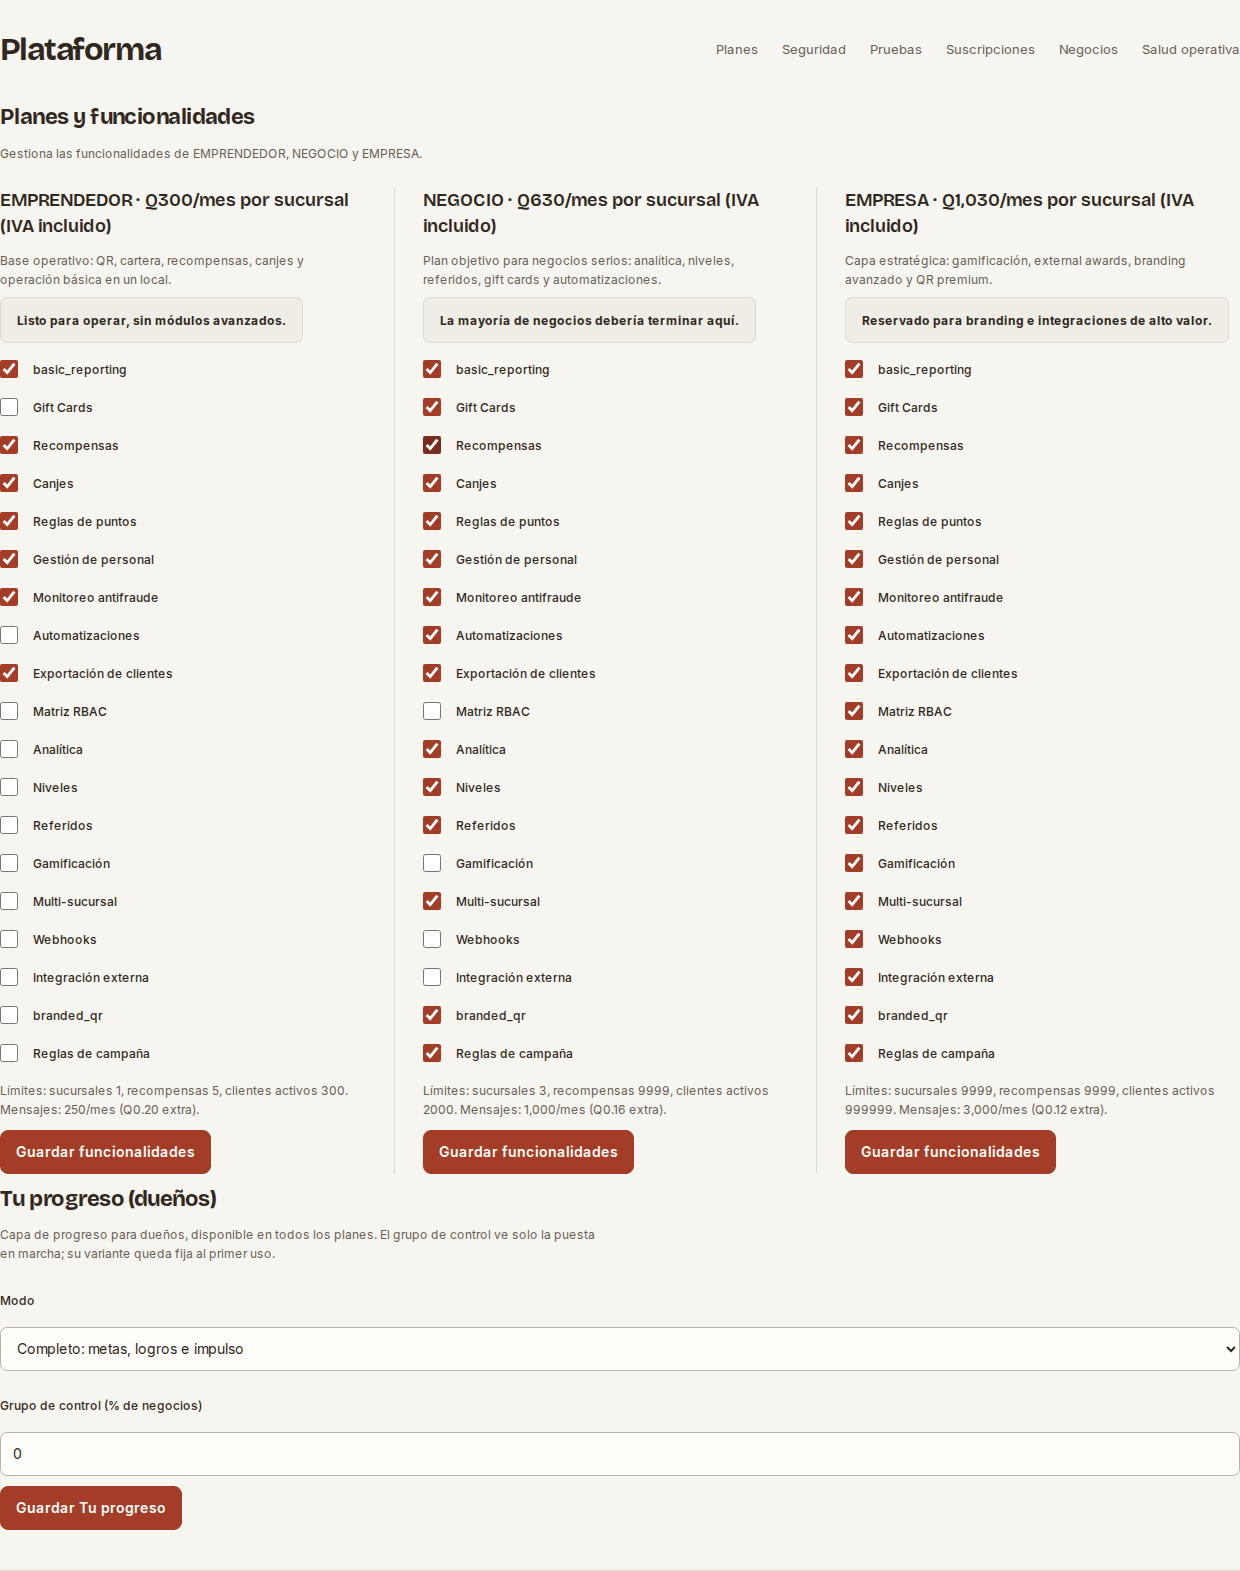 Plataforma
Planes
Seguridad
Pruebas
Suscripciones
Negocios
Salud operativa
Planes y funcionalidades
Gestiona las funcionalidades de EMPRENDEDOR, NEGOCIO y EMPRESA.
EMPRENDEDOR · Q300/mes por sucursal
(IVA incluido)
Base operativo: QR, cartera, recompensas, canjes y
operación básica en un local.
Listo para operar, sin módulos avanzados.
basic_reporting
Gift Cards
Recompensas
Canjes
Reglas de puntos
Gestión de personal
Monitoreo antifraude
Automatizaciones
Exportación de clientes
Matriz RBAC
Analítica
Niveles
Referidos
Gamificación
Multi-sucursal
Webhooks
Integración externa
branded_qr
Reglas de campaña
Límites: sucursales 1, recompensas 5, clientes activos 300.
Mensajes: 250/mes (Q0.20 extra).
Guardar funcionalidades
NEGOCIO · Q630/mes por sucursal (IVA
incluido)
Plan objetivo para negocios serios: analítica, niveles,
referidos, gift cards y automatizaciones.
La mayoría de negocios debería terminar aquí.
basic_reporting
Gift Cards
Recompensas
Canjes
Reglas de puntos
Gestión de personal
Monitoreo antifraude
Automatizaciones
Exportación de clientes
Matriz RBAC
Analítica
Niveles
Referidos
Gamificación
Multi-sucursal
Webhooks
Integración externa
branded_qr
Reglas de campaña
Límites: sucursales 3, recompensas 9999, clientes activos
2000. Mensajes: 1,000/mes (Q0.16 extra).
Guardar funcionalidades
EMPRESA · Q1,030/mes por sucursal (IVA
incluido)
Capa estratégica: gamificación, external awards, branding
avanzado y QR premium.
Reservado para branding e integraciones de alto valor.
basic_reporting
Gift Cards
Recompensas
Canjes
Reglas de puntos
Gestión de personal
Monitoreo antifraude
Automatizaciones
Exportación de clientes
Matriz RBAC
Analítica
Niveles
Referidos
Gamificación
Multi-sucursal
Webhooks
Integración externa
branded_qr
Reglas de campaña
Límites: sucursales 9999, recompensas 9999, clientes activos
999999. Mensajes: 3,000/mes (Q0.12 extra).
Guardar funcionalidades
Tu progreso (dueños)
Capa de progreso para dueños, disponible en todos los planes. El grupo de control ve solo la puesta
en marcha; su variante queda fija al primer uso.
Modo
Completo: metas, logros e impulso
Grupo de control (% de negocios)
0
Guardar Tu progreso